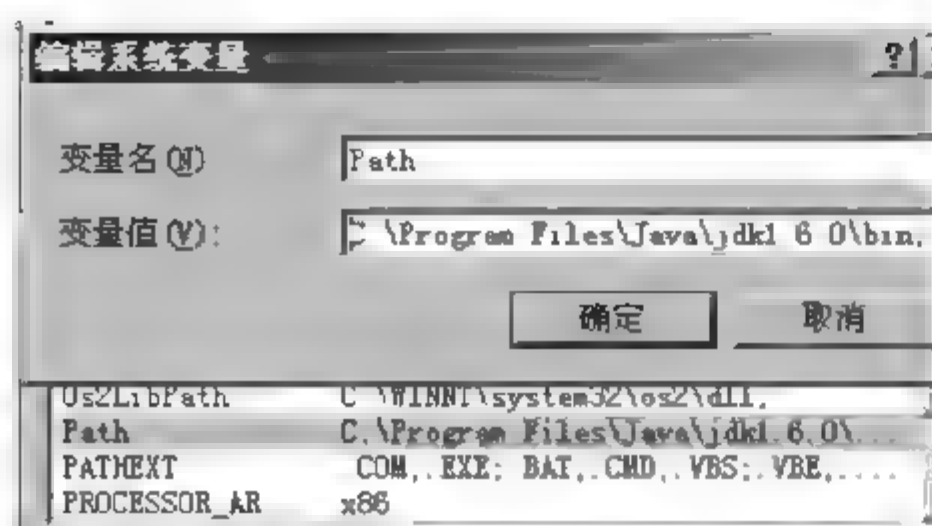 编辑系统变量 ?
变量名(N) Path
变量值(V): C \Program Files\Java\jdk1 6 0\bin,
确定 取消
Os2LibPath C \WINNT\system32\os2\dll,
Path C.\Program Files\Java\jdk1.6.0\...
PATHEXT COM,.EXE; BAT,.CMD,.VBS;.VBE,....
PROCESSOR_AR x86